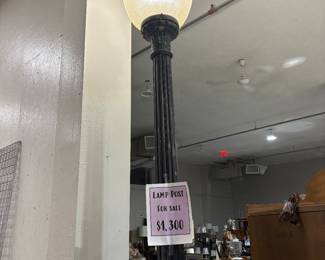 Lamp Post
For sale
$1,300